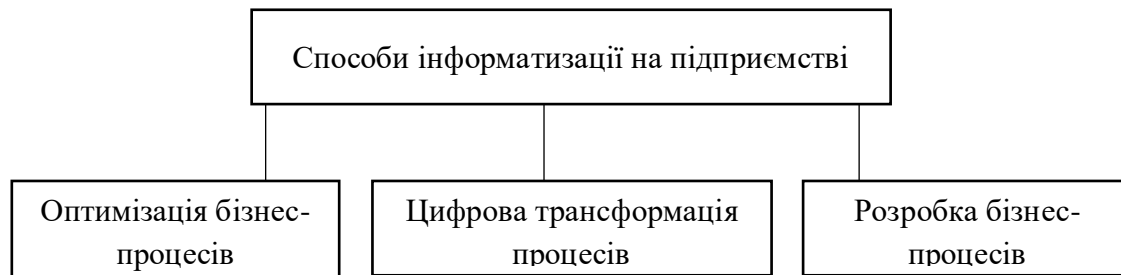 Способи інформатизації на підприємстві
Оптимізація бізнес-
процесів
Цифрова трансформація
процесів
Розробка бізнес-
процесів